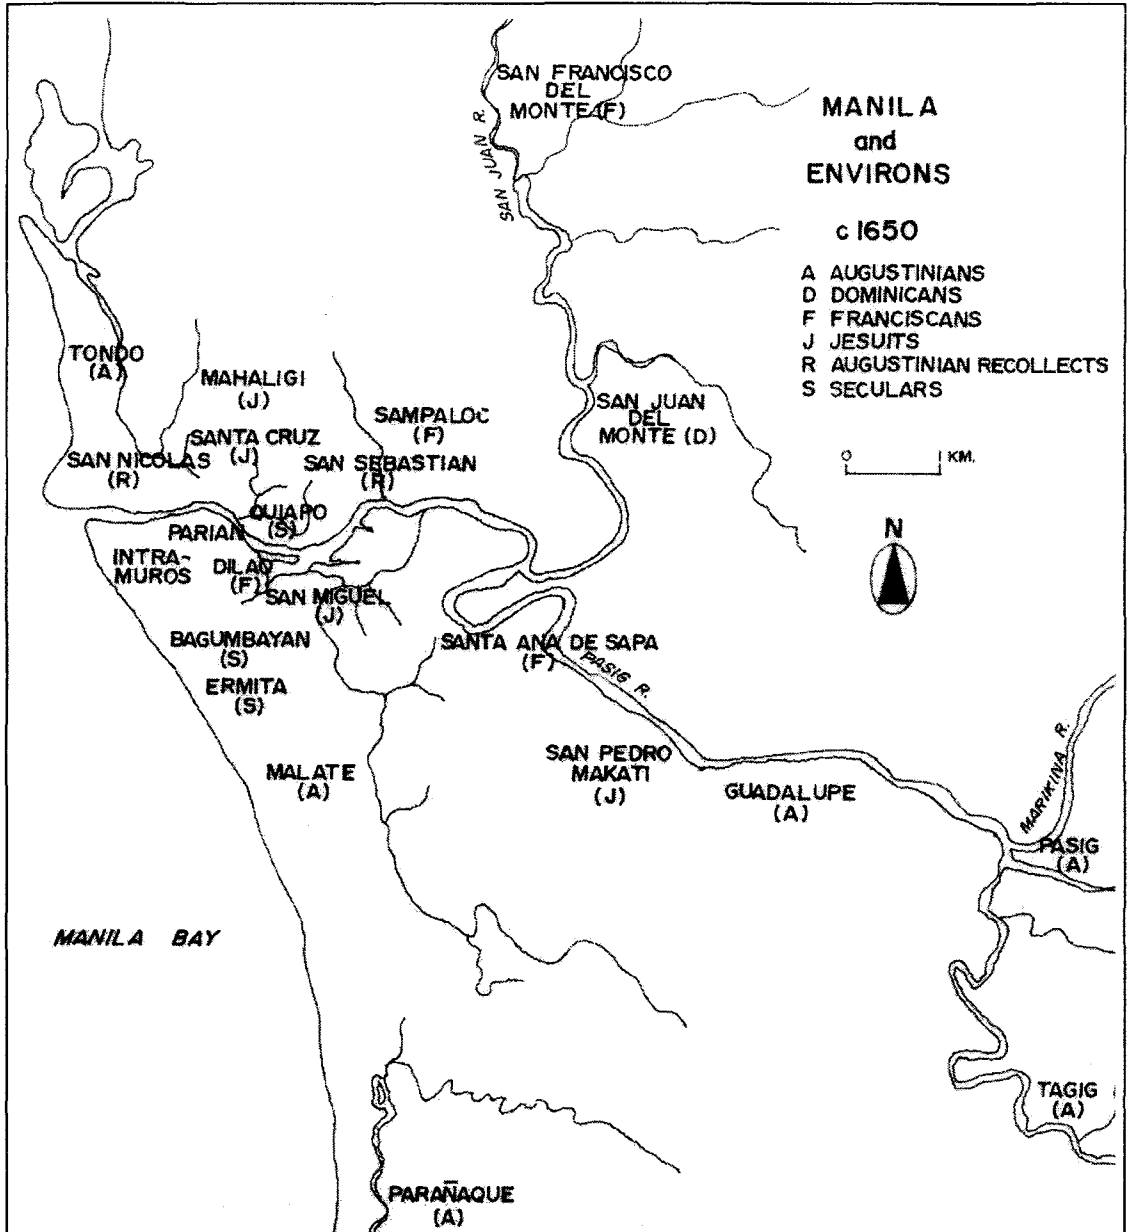 SAN FRANCISCO
DEL
MONTE (F)
SAN JUAN R.
MANILA
and
ENVIRONS
c 1650
A AUGUSTINIANS
D DOMINICANS
F FRANCISCANS
J JESUITS
R AUGUSTINIAN RECOLLECTS
S SECULARS
0 1 KM.
N
TONDO
(A)
MAHALIGI
(J)
SAMPALOC
(F)
SAN JUAN
DEL
MONTE (D)
SANTA CRUZ
(J)
SAN NICOLAS
(R)
SAN SEBASTIAN
(R)
QUIAPO
(S)
PARIAN
INTRA-
MUROS
DILAO
(F)
SAN MIGUEL
(J)
BAGUMBAYAN
(S)
SANTA ANA DE SAPA
(F)
PASIG R.
ERMITA
(S)
MALATE
(A)
SAN PEDRO
MAKATI
(J)
GUADALUPE
(A)
MARIKINA R.
PASIG
(A)
MANILA BAY
TAGIG
(A)
PARAÑAQUE
(A)